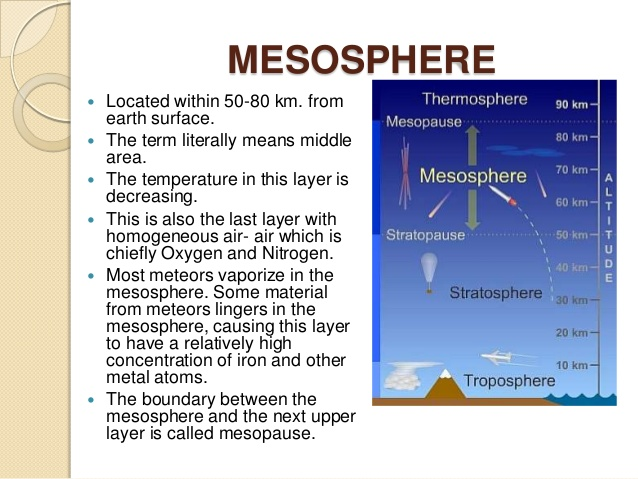 MESOSPHERE
• Located within 50-80 km. from
earth surface.
• The term literally means middle
area.
• The temperature in this layer is
decreasing.
• This is also the last layer with
homogeneous air- air which is
chiefly Oxygen and Nitrogen.
• Most meteors vaporize in the
mesosphere. Some material
from meteors lingers in the
mesosphere, causing this layer
to have a relatively high
concentration of iron and other
metal atoms.
• The boundary between the
mesosphere and the next upper
layer is called mesopause.
Thermosphere
90 km
Mesopause
80 km
70 km
Mesosphere
60 km
Stratopause
50 km
40 km
Stratosphere
30 km
20 km
10 km
Troposphere
ALTITUDE